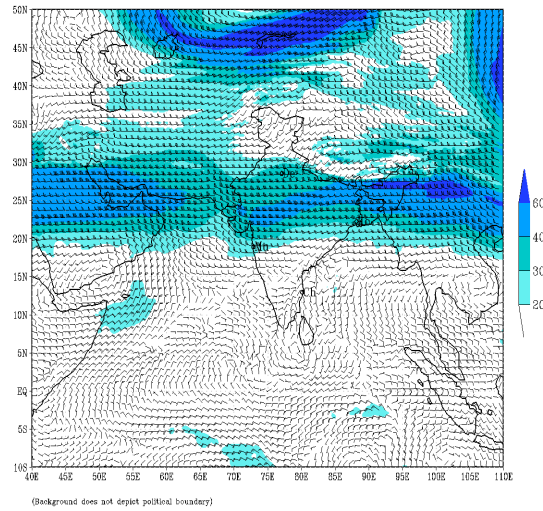 50N
45N
40N
35N
30N
25N
20N
15N
10N
5N
EQ
5S
10S
40E 45E 50E 55E 60E 65E 70E 75E 80E 85E 90E 95E 100E 105E 110E
60
40
30
20
Mu
(Background does not depict political boundary)